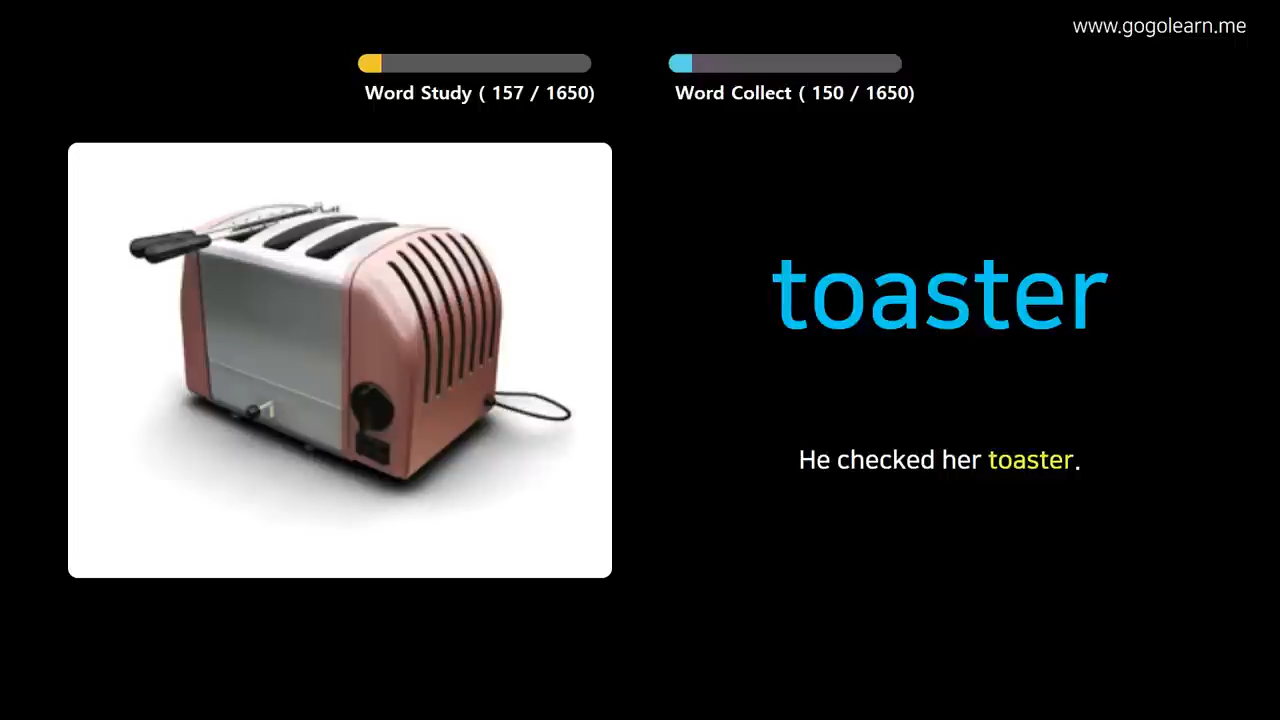 www.gogolearn.me
Word Study ( 157 / 1650)
Word Collect ( 150 / 1650)
toaster
He checked her toaster.